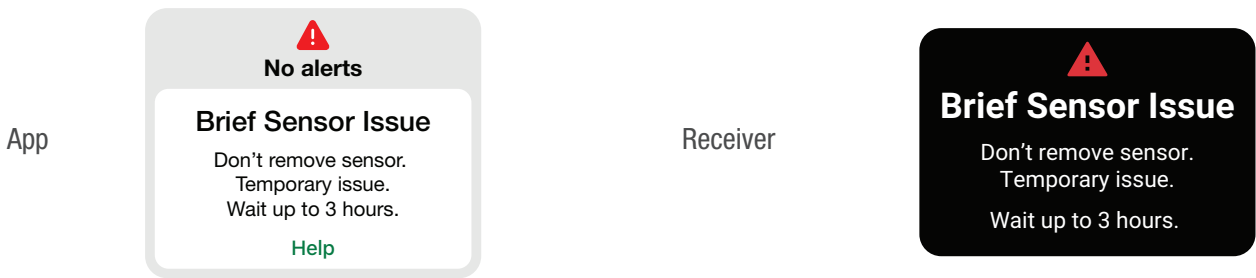 App
No alerts
Brief Sensor Issue
Don’t remove sensor.
Temporary issue.
Wait up to 3 hours.
Help
Receiver
Brief Sensor Issue
Don’t remove sensor.
Temporary issue.
Wait up to 3 hours.